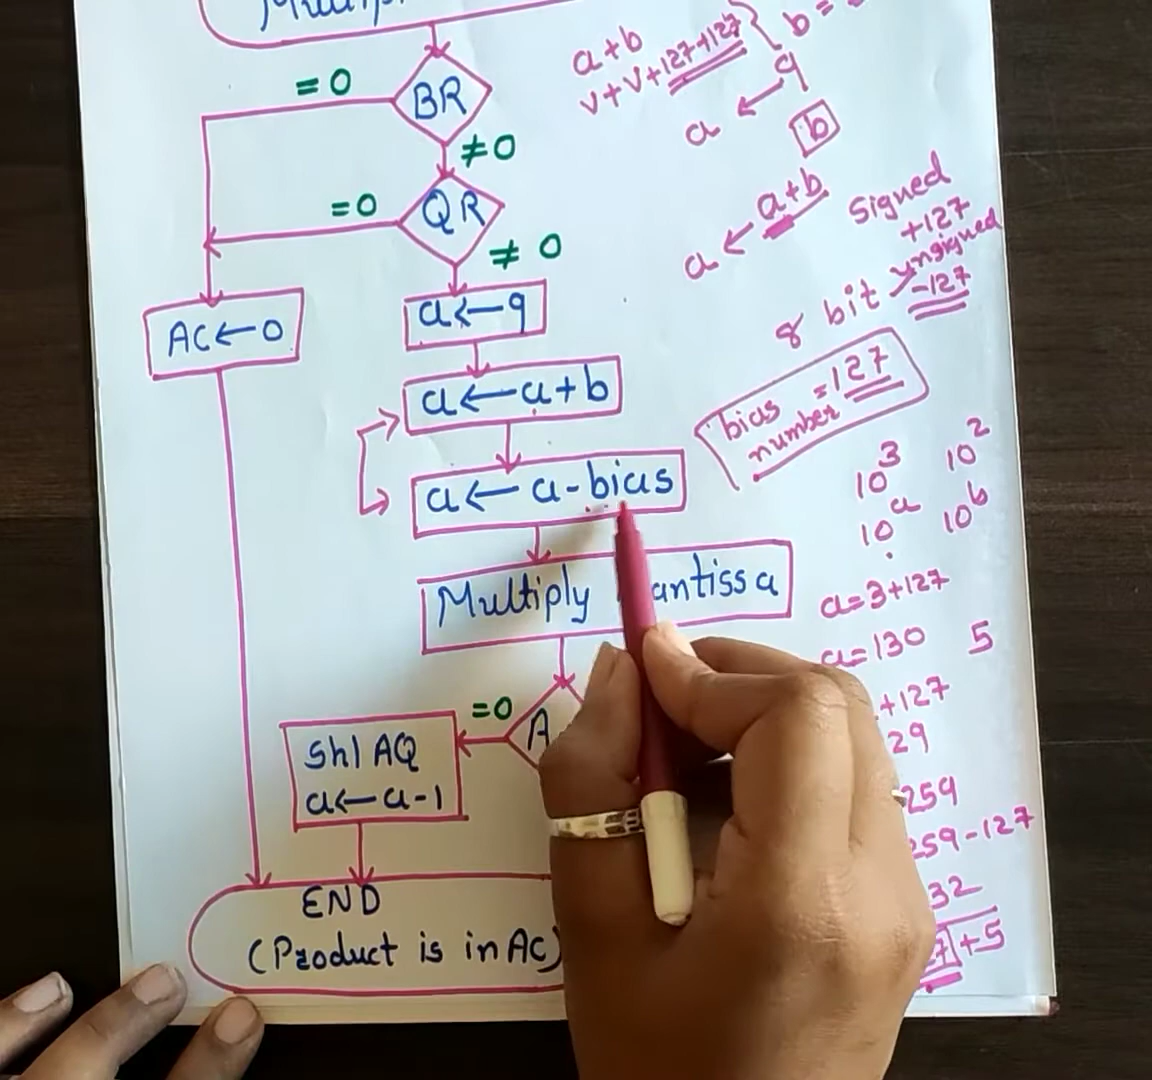 = 0
BR
≠ 0
= 0
QR
≠ 0
AC ← 0
a ← q
a ← a + b
a ← a - bias
Multiply antissa
= 0
A
Shl AQ
a ← a - 1
END
(Product is in AC)
a + b
v + v + 127 + 127
b =
q
a ←
b
a ← a + b
Signed
+127
8 bit unsigned
-127
bias
number = 127
10³ 10²
10ᵃ 10ᵇ
a = 3 + 127
a = 130 5
+ 127
29
259
259 - 127
32
+ 5